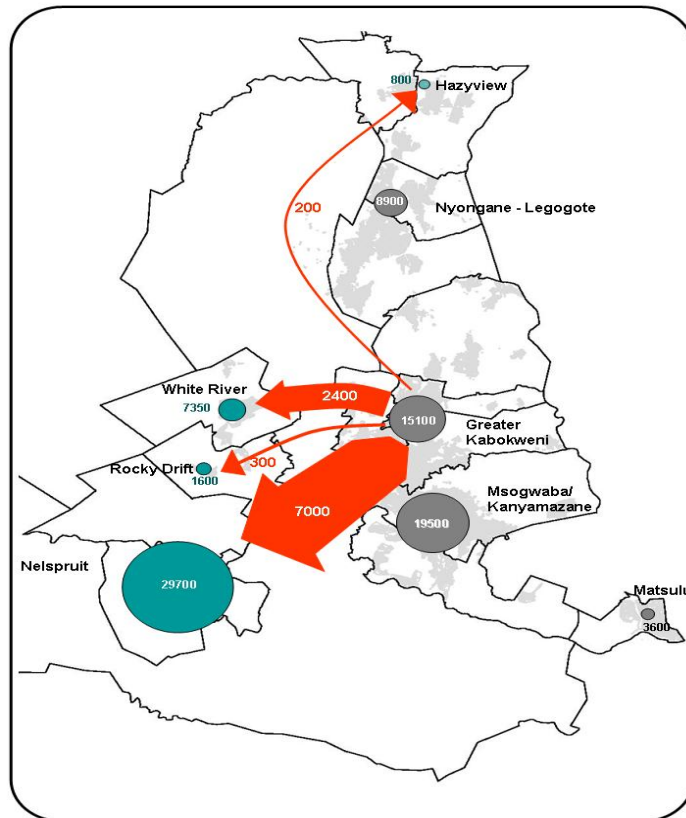 800
Hazyview
8900
200
Nyongane - Legogote
White River
7350
2400
15100
Greater
Kabokweni
Rocky Drift
300
1600
Msogwaba/
Kanyamazane
7000
19500
Nelspruit
29700
Matsulu
3600